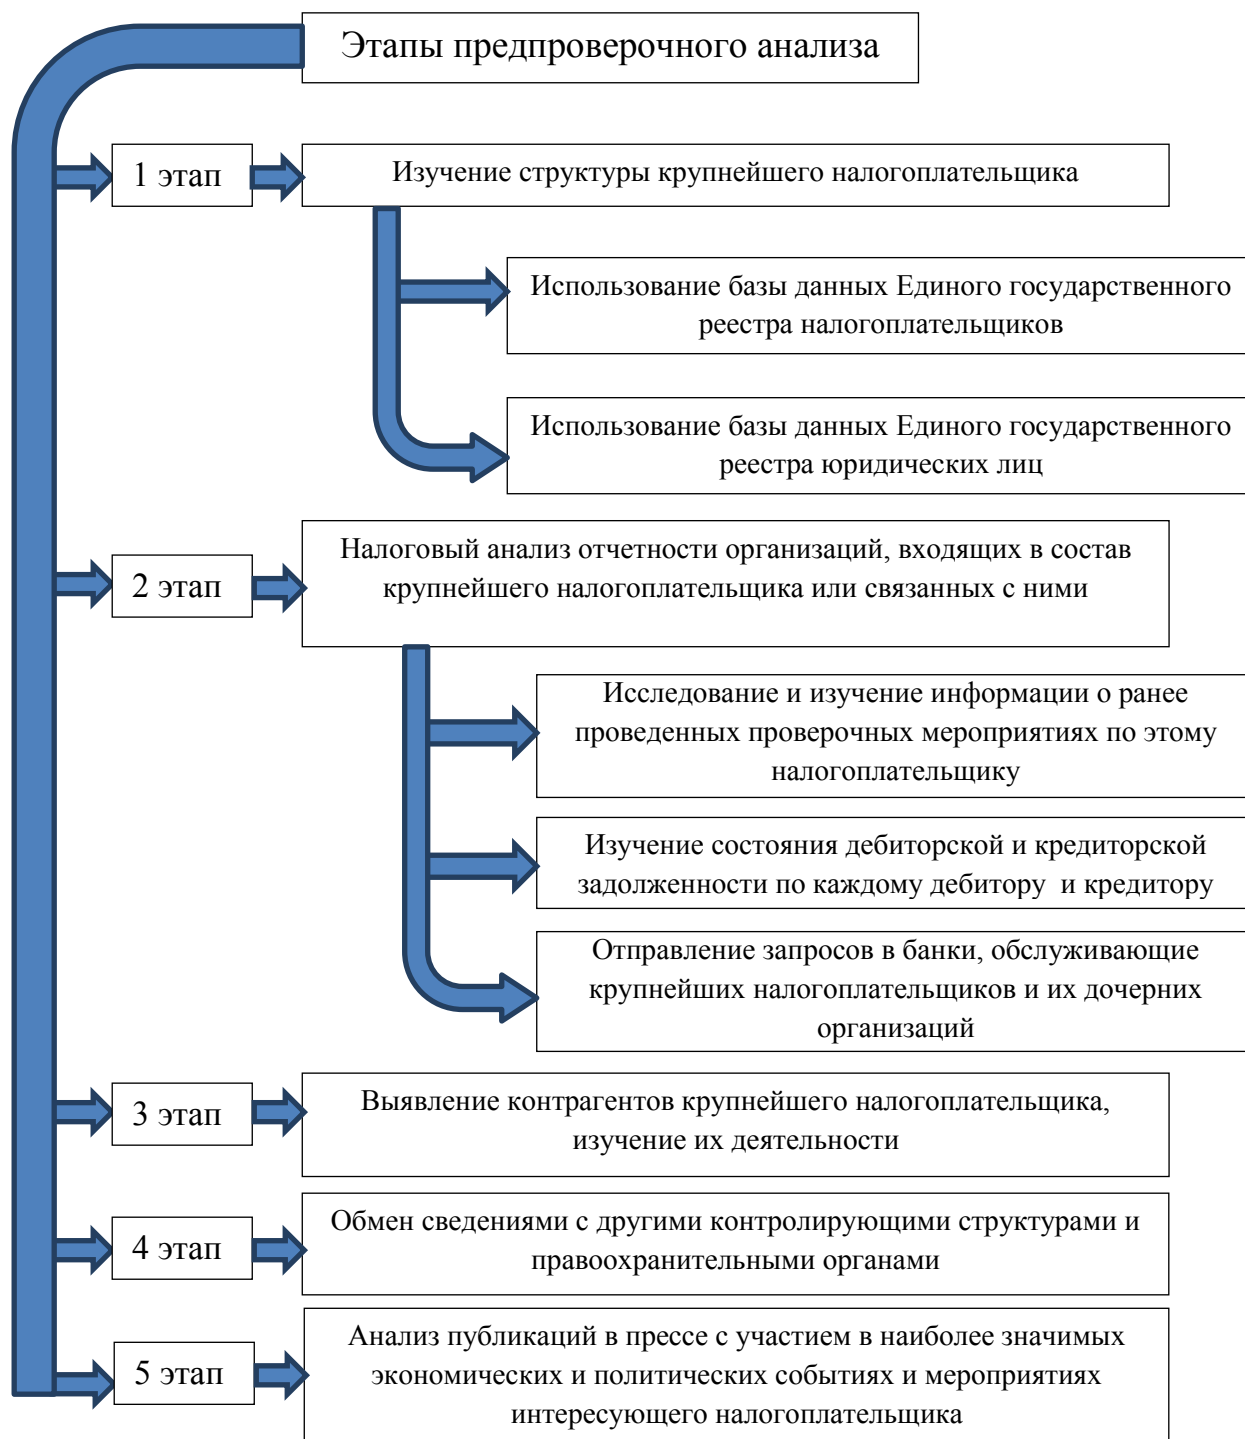 Этапы предпроверочного анализа
1 этап
Изучение структуры крупнейшего налогоплательщика
Использование базы данных Единого государственного
реестра налогоплательщиков
Использование базы данных Единого государственного
реестра юридических лиц
2 этап
Налоговый анализ отчетности организаций, входящих в состав
крупнейшего налогоплательщика или связанных с ними
Исследование и изучение информации о ранее
проведенных проверочных мероприятиях по этому
налогоплательщику
Изучение состояния дебиторской и кредиторской
задолженности по каждому дебитору и кредитору
Отправление запросов в банки, обслуживающие
крупнейших налогоплательщиков и их дочерних
организаций
3 этап
Выявление контрагентов крупнейшего налогоплательщика,
изучение их деятельности
4 этап
Обмен сведениями с другими контролирующими структурами и
правоохранительными органами
5 этап
Анализ публикаций в прессе с участием в наиболее значимых
экономических и политических событиях и мероприятиях
интересующего налогоплательщика